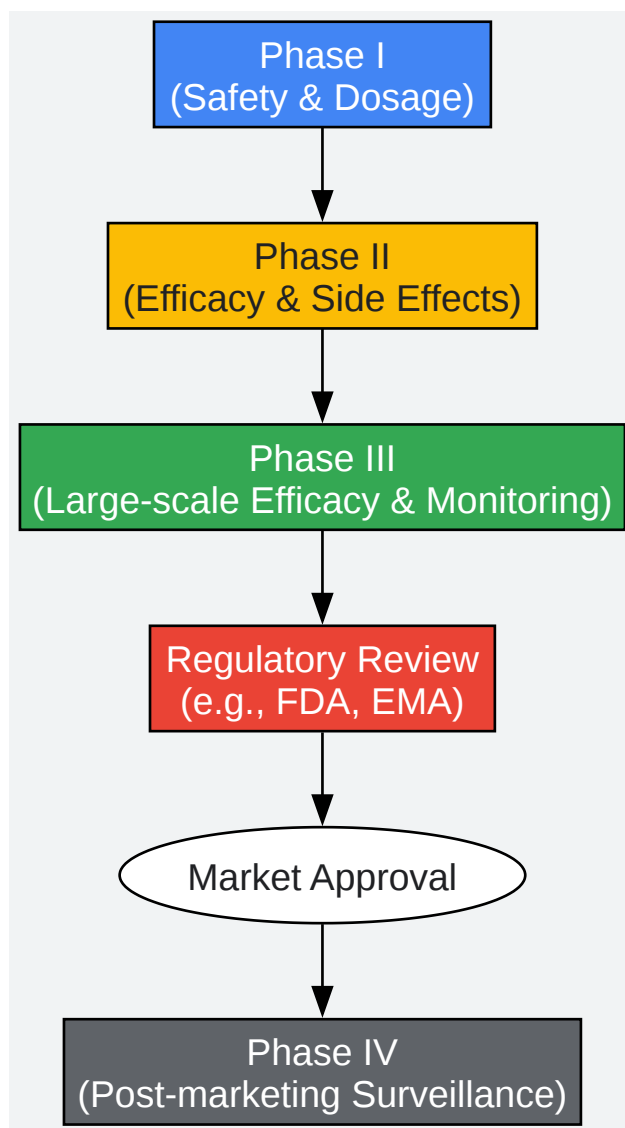 Phase I
(Safety & Dosage)
Phase II
(Efficacy & Side Effects)
Phase III
(Large-scale Efficacy & Monitoring)
Regulatory Review
(e.g., FDA, EMA)
Market Approval
Phase IV
(Post-marketing Surveillance)